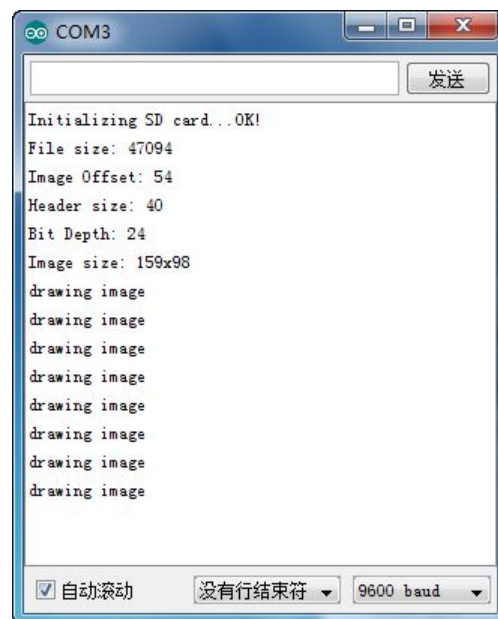 COM3
发送
Initializing SD card...OK!
File size: 47094
Image Offset: 54
Header size: 40
Bit Depth: 24
Image size: 159x98
drawing image
drawing image
drawing image
drawing image
drawing image
drawing image
drawing image
drawing image
自动滚动 没有行结束符 9600 baud